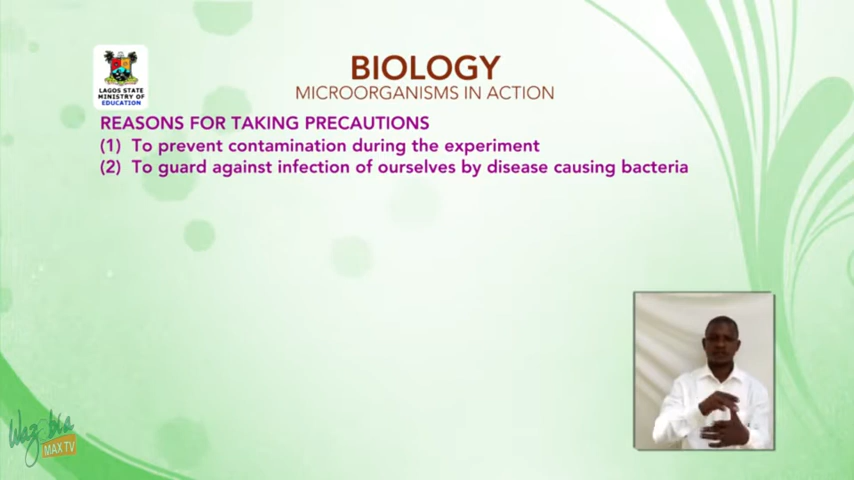 BIOLOGY
MICROORGANISMS IN ACTION
LAGOS STATE
MINISTRY OF
EDUCATION
REASONS FOR TAKING PRECAUTIONS
(1) To prevent contamination during the experiment
(2) To guard against infection of ourselves by disease causing bacteria
Wazobia
MAX TV